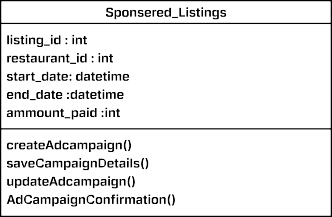 Sponsered_Listings
listing_id : int
restaurant_id : int
start_date: datetime
end_date :datetime
ammount_paid :int
createAdcampaign()
saveCampaignDetails()
updateAdcampaign()
AdCampaignConfirmation()